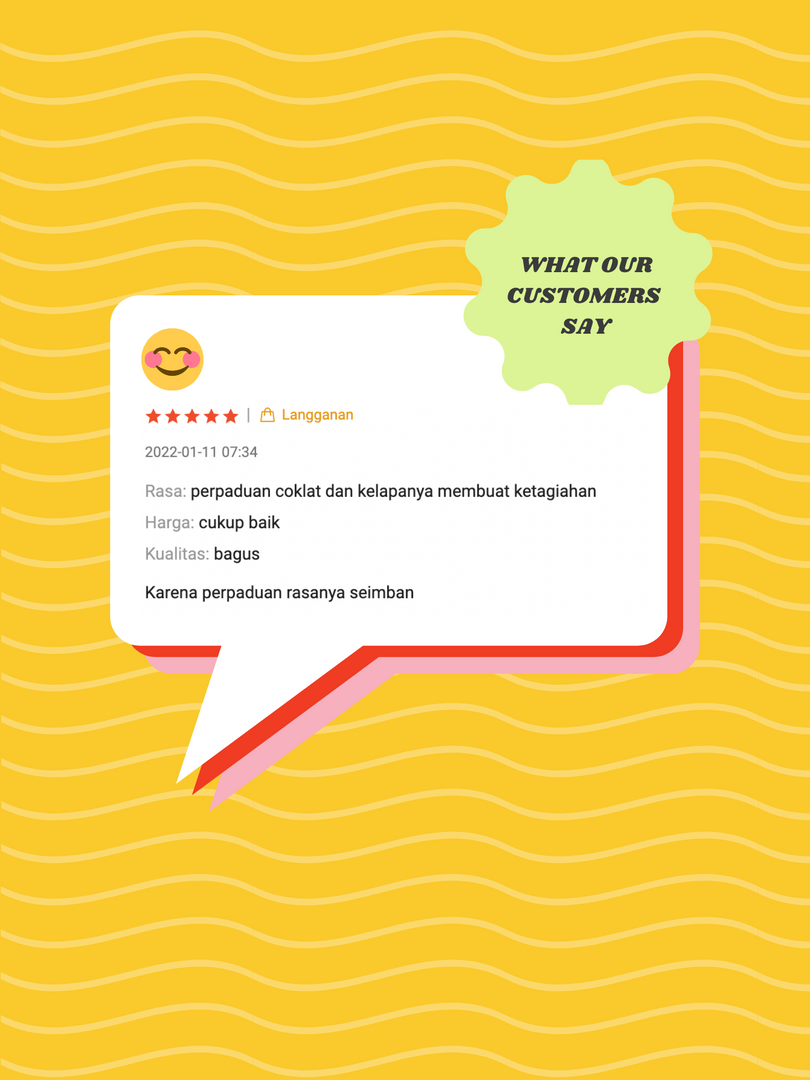 WHAT OUR
CUSTOMERS
SAY
★★★★★ | Langganan
2022-01-11 07:34
Rasa: perpaduan coklat dan kelapanya membuat ketagiahan
Harga: cukup baik
Kualitas: bagus
Karena perpaduan rasanya seimban